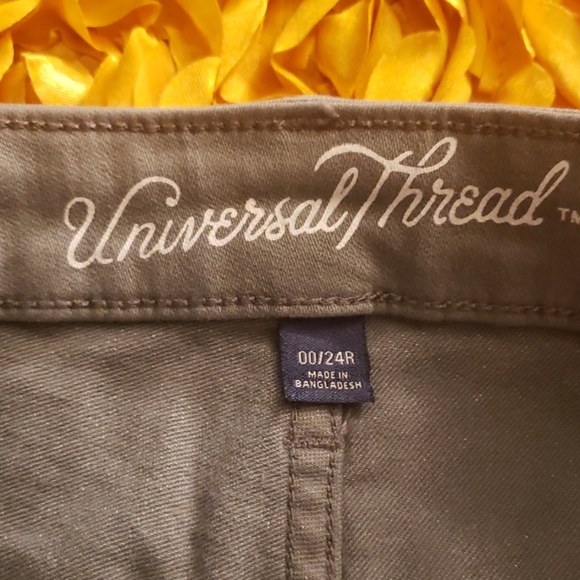 Universal Thread ™
00/24R
MADE IN
BANGLADESH